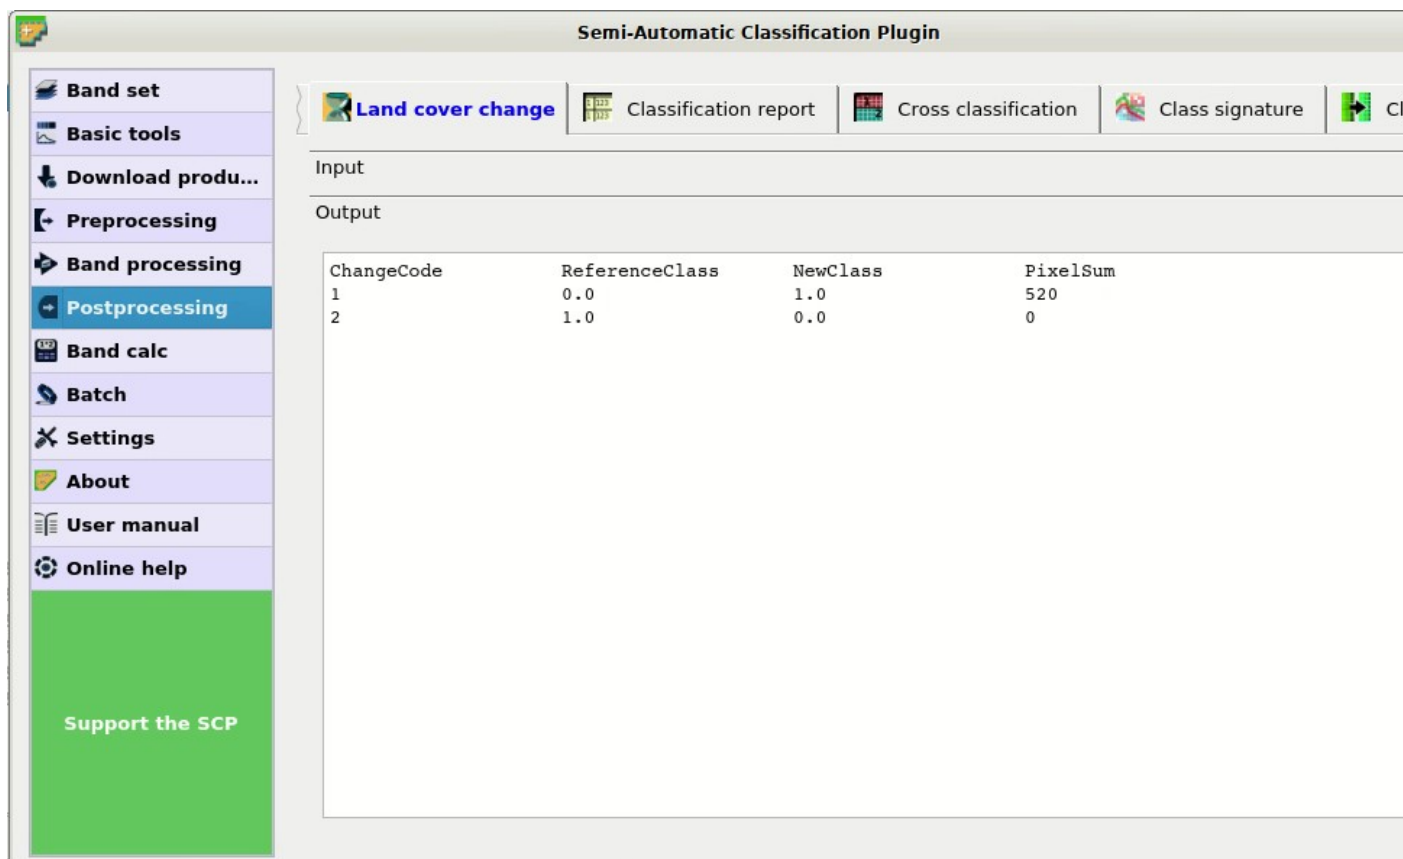 Semi-Automatic Classification Plugin
Band set
Basic tools
Download produ...
Preprocessing
Band processing
Postprocessing
Band calc
Batch
Settings
About
User manual
Online help
Support the SCP
Land cover change Classification report Cross classification Class signature Cl
Input
Output
ChangeCode ReferenceClass NewClass PixelSum
1 0.0 1.0 520
2 1.0 0.0 0